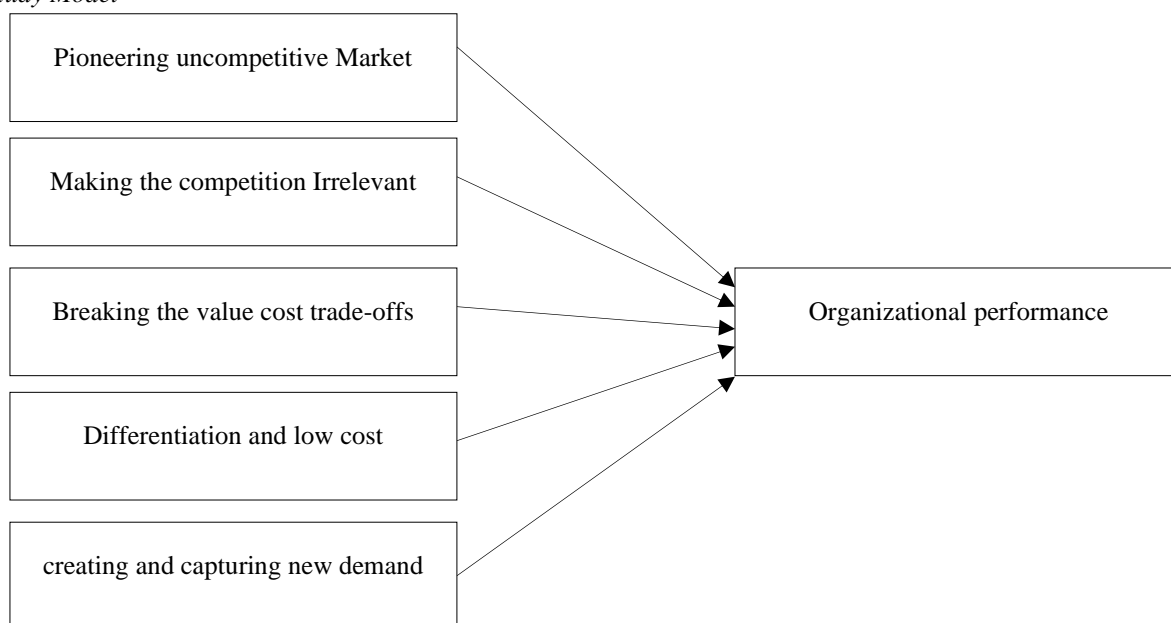 Model
Pioneering uncompetitive Market
Making the competition Irrelevant
Breaking the value cost trade-offs
Organizational performance
Differentiation and low cost
creating and capturing new demand